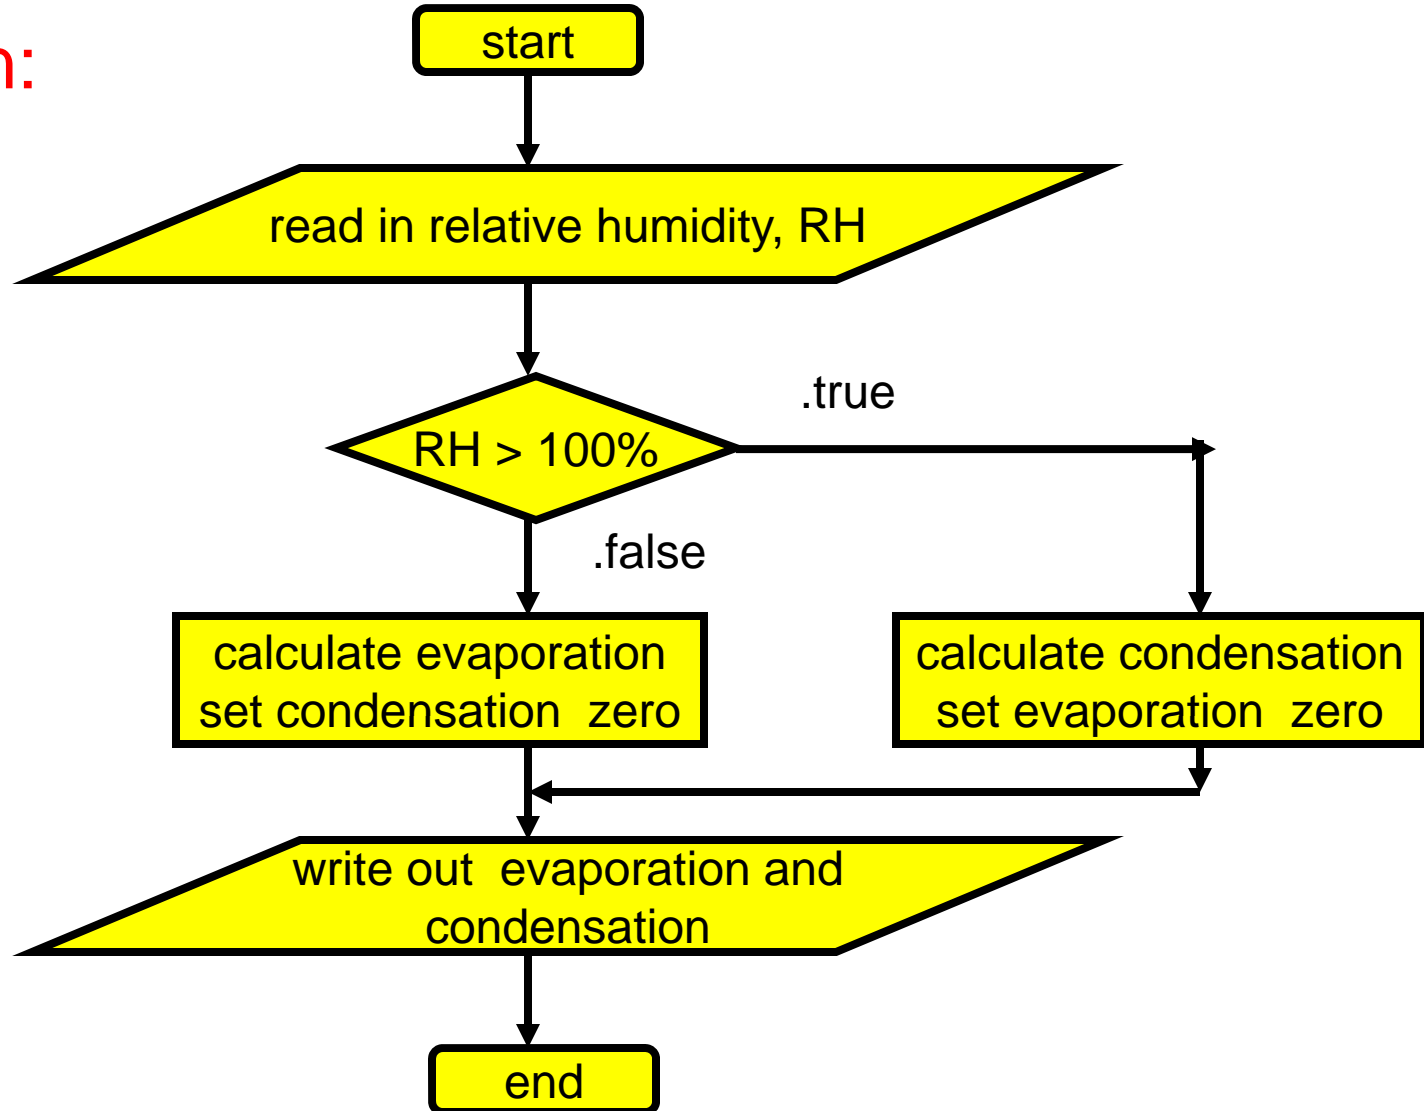 n:
start
read in relative humidity, RH
.true
RH > 100%
.false
calculate evaporation
set condensation zero
calculate condensation
set evaporation zero
write out evaporation and
condensation
end